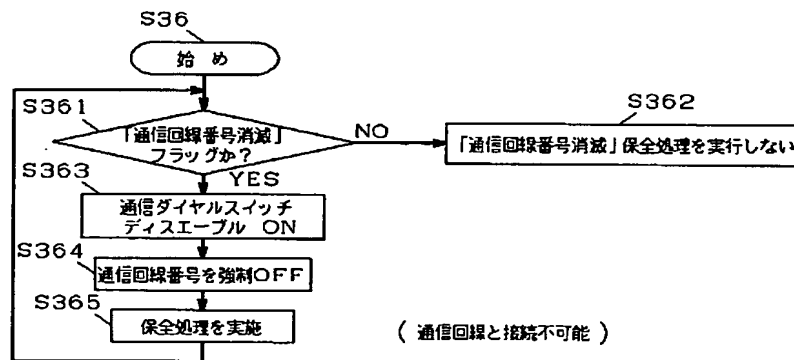 S36
始 め
S361
「通信回線番号消滅」
フラッグか?
NO
S362
「通信回線番号消滅」保全処理を実行しない
YES
S363
通信ダイヤルスイッチ
ディスエーブル ON
S364
通信回線番号を強制OFF
S365
保全処理を実施
( 通信回線と接続不可能 )